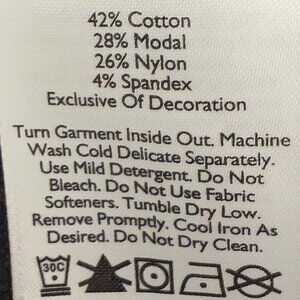 42% Cotton
28% Modal
26% Nylon
4% Spandex
Exclusive Of Decoration
Turn Garment Inside Out. Machine
Wash Cold Delicate Separately.
Use Mild Detergent. Do Not
Bleach. Do Not Use Fabric
Softeners. Tumble Dry Low.
Remove Promptly. Cool Iron As
Desired. Do Not Dry Clean.
30C